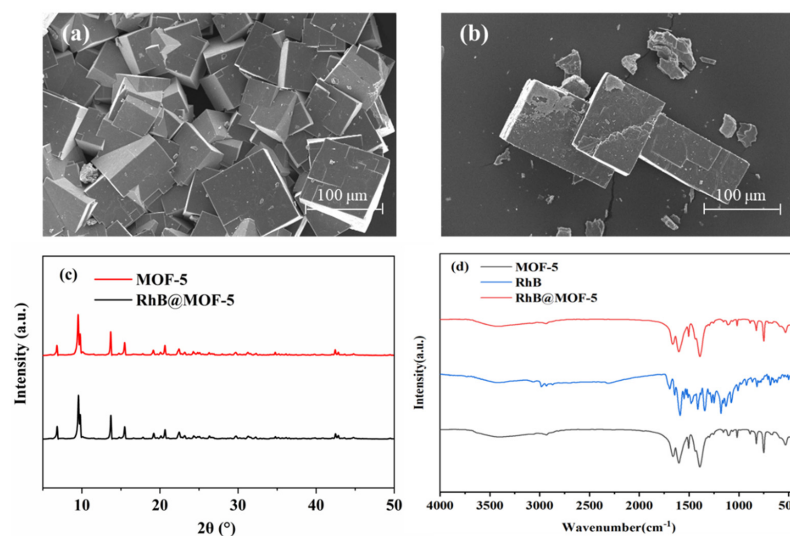 (a)
100 μm
(b)
100 μm
(c)
MOF-5
RhB@MOF-5
Intensity (a.u.)
10
20
30
40
50
2θ (°)
(d)
MOF-5
RhB
RhB@MOF-5
Intensity(a.u.)
4000
3500
3000
2500
2000
1500
1000
Wavenumber(cm⁻¹)